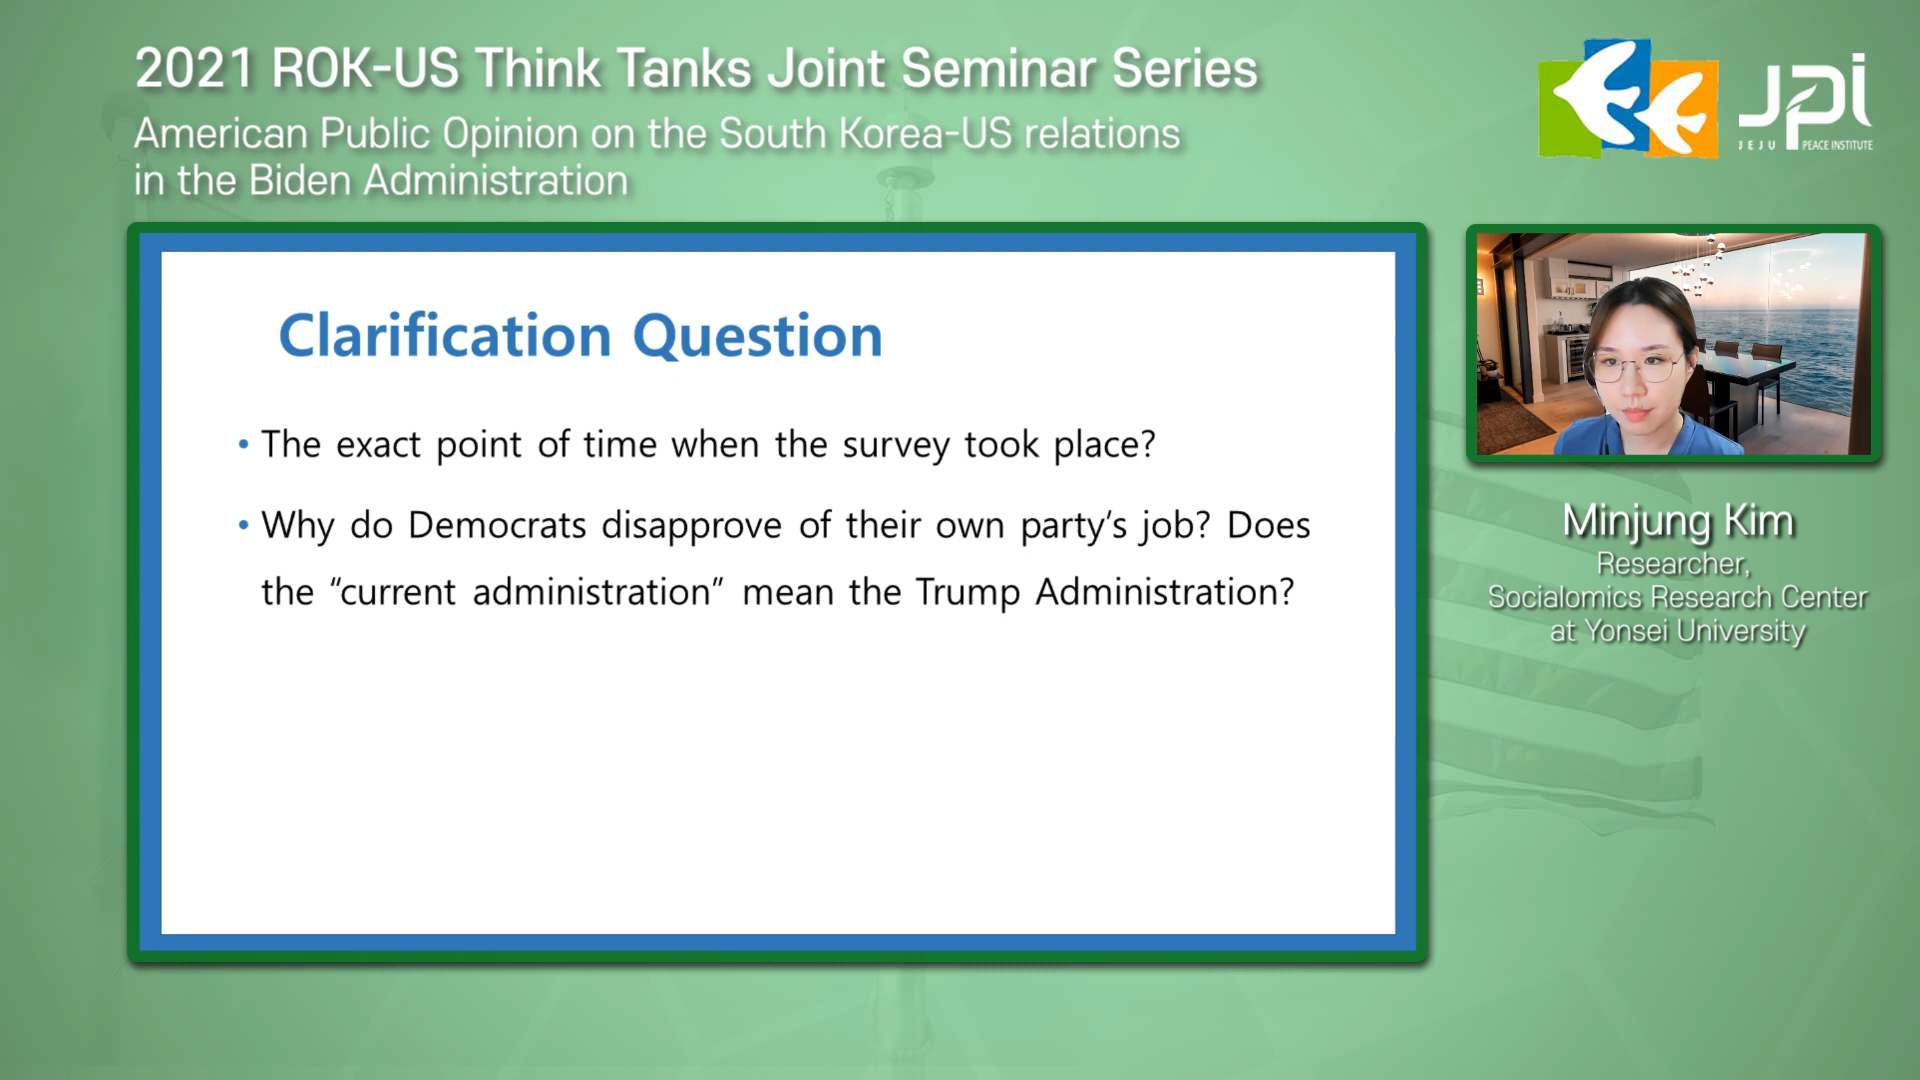 2021 ROK-US Think Tanks Joint Seminar Series
American Public Opinion on the South Korea-US relations
in the Biden Administration
JPI
JEJU PEACE INSTITUTE
Clarification Question
• The exact point of time when the survey took place?
• Why do Democrats disapprove of their own party’s job? Does
the “current administration” mean the Trump Administration?
Minjung Kim
Researcher,
Socialomics Research Center
at Yonsei University